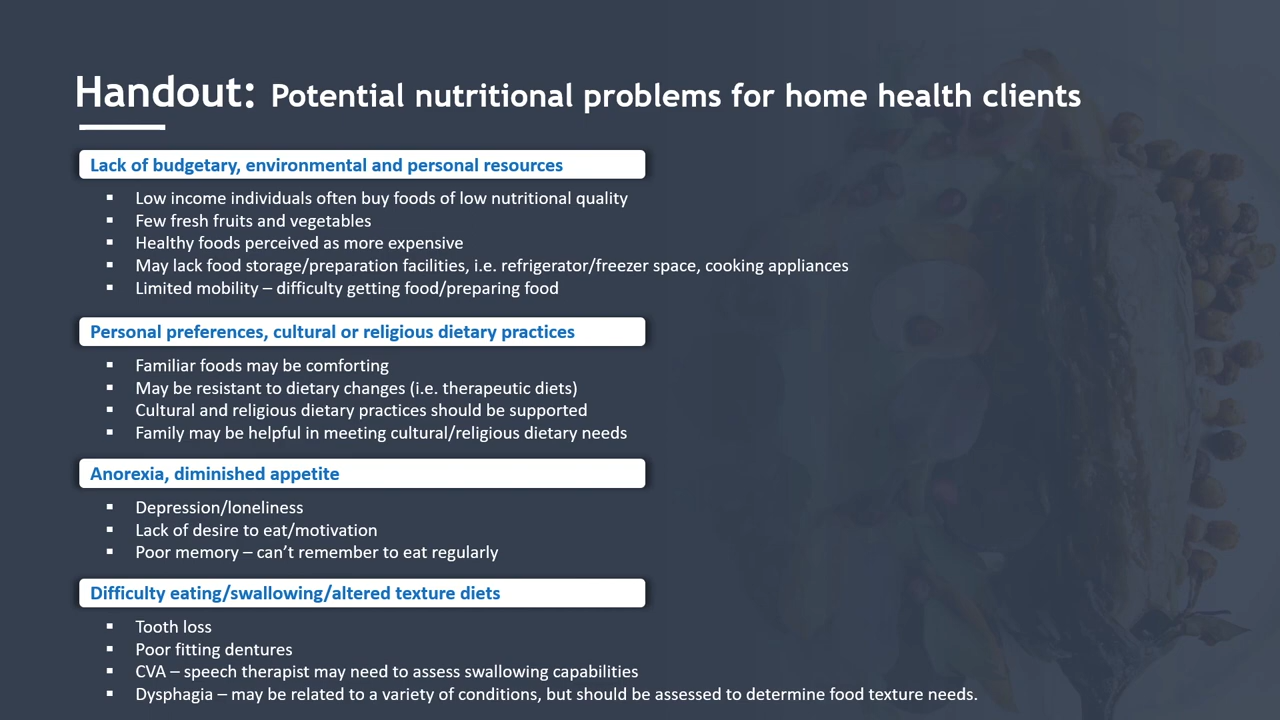 Handout: Potential nutritional problems for home health clients
Lack of budgetary, environmental and personal resources
▪ Low income individuals often buy foods of low nutritional quality
▪ Few fresh fruits and vegetables
▪ Healthy foods perceived as more expensive
▪ May lack food storage/preparation facilities, i.e. refrigerator/freezer space, cooking appliances
▪ Limited mobility – difficulty getting food/preparing food
Personal preferences, cultural or religious dietary practices
▪ Familiar foods may be comforting
▪ May be resistant to dietary changes (i.e. therapeutic diets)
▪ Cultural and religious dietary practices should be supported
▪ Family may be helpful in meeting cultural/religious dietary needs
Anorexia, diminished appetite
▪ Depression/loneliness
▪ Lack of desire to eat/motivation
▪ Poor memory – can’t remember to eat regularly
Difficulty eating/swallowing/altered texture diets
▪ Tooth loss
▪ Poor fitting dentures
▪ CVA – speech therapist may need to assess swallowing capabilities
▪ Dysphagia – may be related to a variety of conditions, but should be assessed to determine food texture needs.